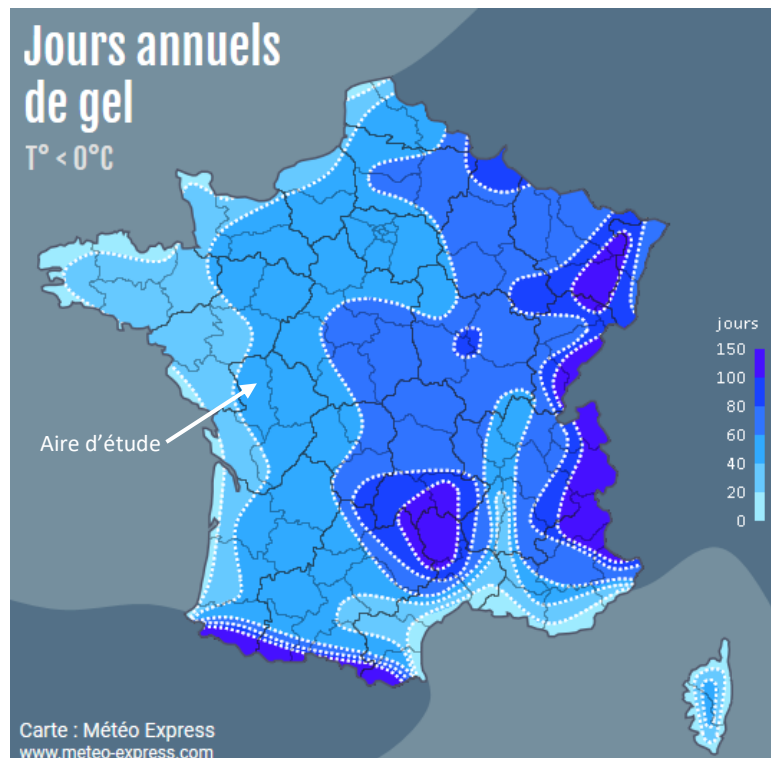 Jours annuels
de gel
T° < 0°C
Aire d'étude
jours
150
100
80
60
40
20
0
Carte : Météo Express
www.meteo-express.com